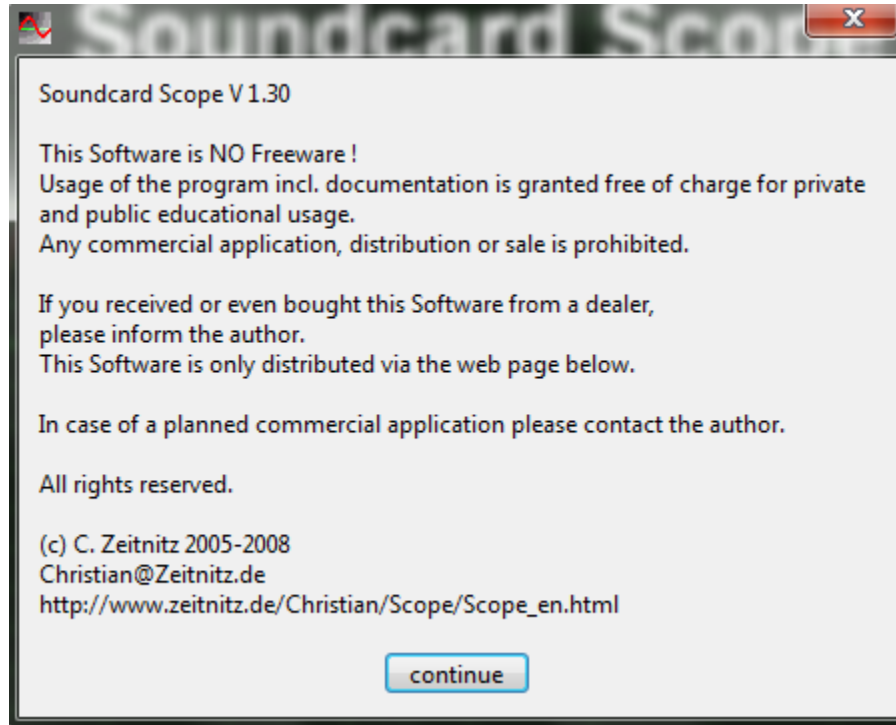 Soundcard Scope
Soundcard Scope V 1.30
This Software is NO Freeware !
Usage of the program incl. documentation is granted free of charge for private
and public educational usage.
Any commercial application, distribution or sale is prohibited.
If you received or even bought this Software from a dealer,
please inform the author.
This Software is only distributed via the web page below.
In case of a planned commercial application please contact the author.
All rights reserved.
(c) C. Zeitnitz 2005-2008
Christian@Zeitnitz.de
http://www.zeitnitz.de/Christian/Scope/Scope_en.html
continue